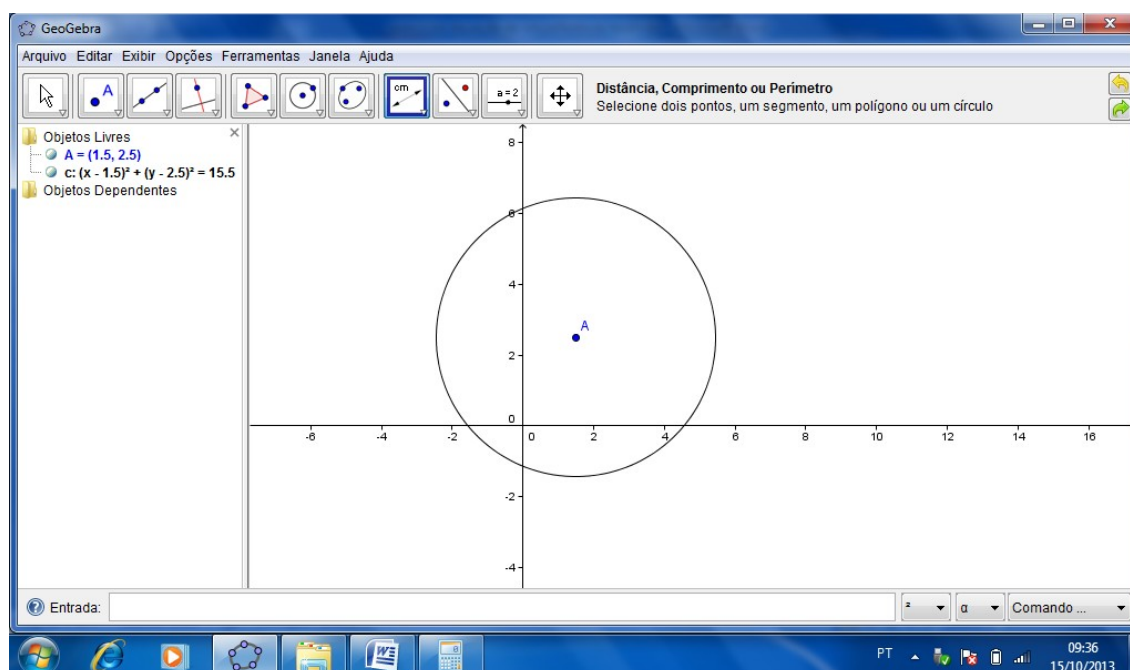 GeoGebra
Arquivo Editar Exibir Opções Ferramentas Janela Ajuda
A
cm
a = 2
Distância, Comprimento ou Perímetro
Selecione dois pontos, um segmento, um polígono ou um círculo
Objetos Livres
A = (1.5, 2.5)
c: (x - 1.5)² + (y - 2.5)² = 15.5
Objetos Dependentes
8
6
4
2
0
-2
-4
-6 -4 -2 0 2 4 6 8 10 12 14 16
A
Entrada:
² α Comando ...
PT
09:36
15/10/2013